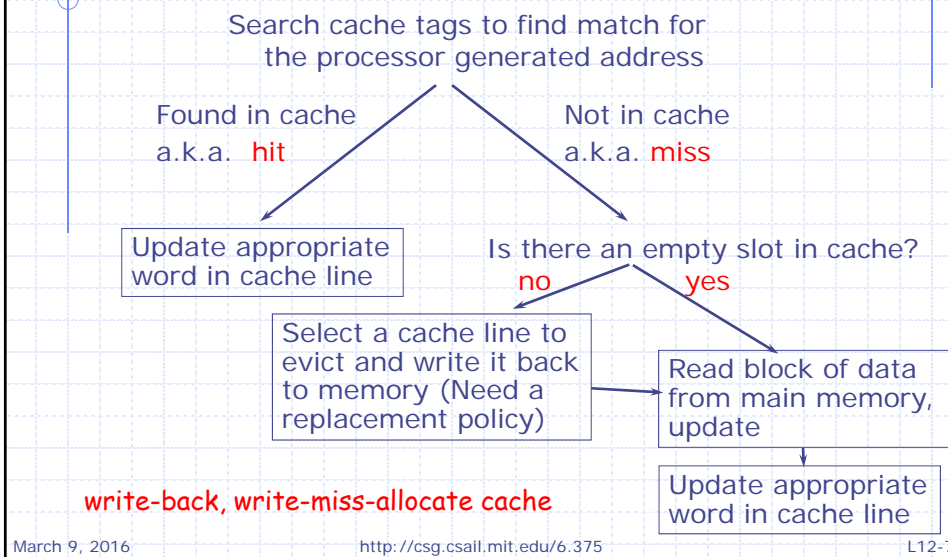 Search cache tags to find match for
the processor generated address
Found in cache
a.k.a. hit
Not in cache
a.k.a. miss
Update appropriate
word in cache line
Is there an empty slot in cache?
no
yes
Select a cache line to
evict and write it back
to memory (Need a
replacement policy)
Read block of data
from main memory,
update
Update appropriate
word in cache line
write-back, write-miss-allocate cache
March 9, 2016
http://csg.csail.mit.edu/6.375